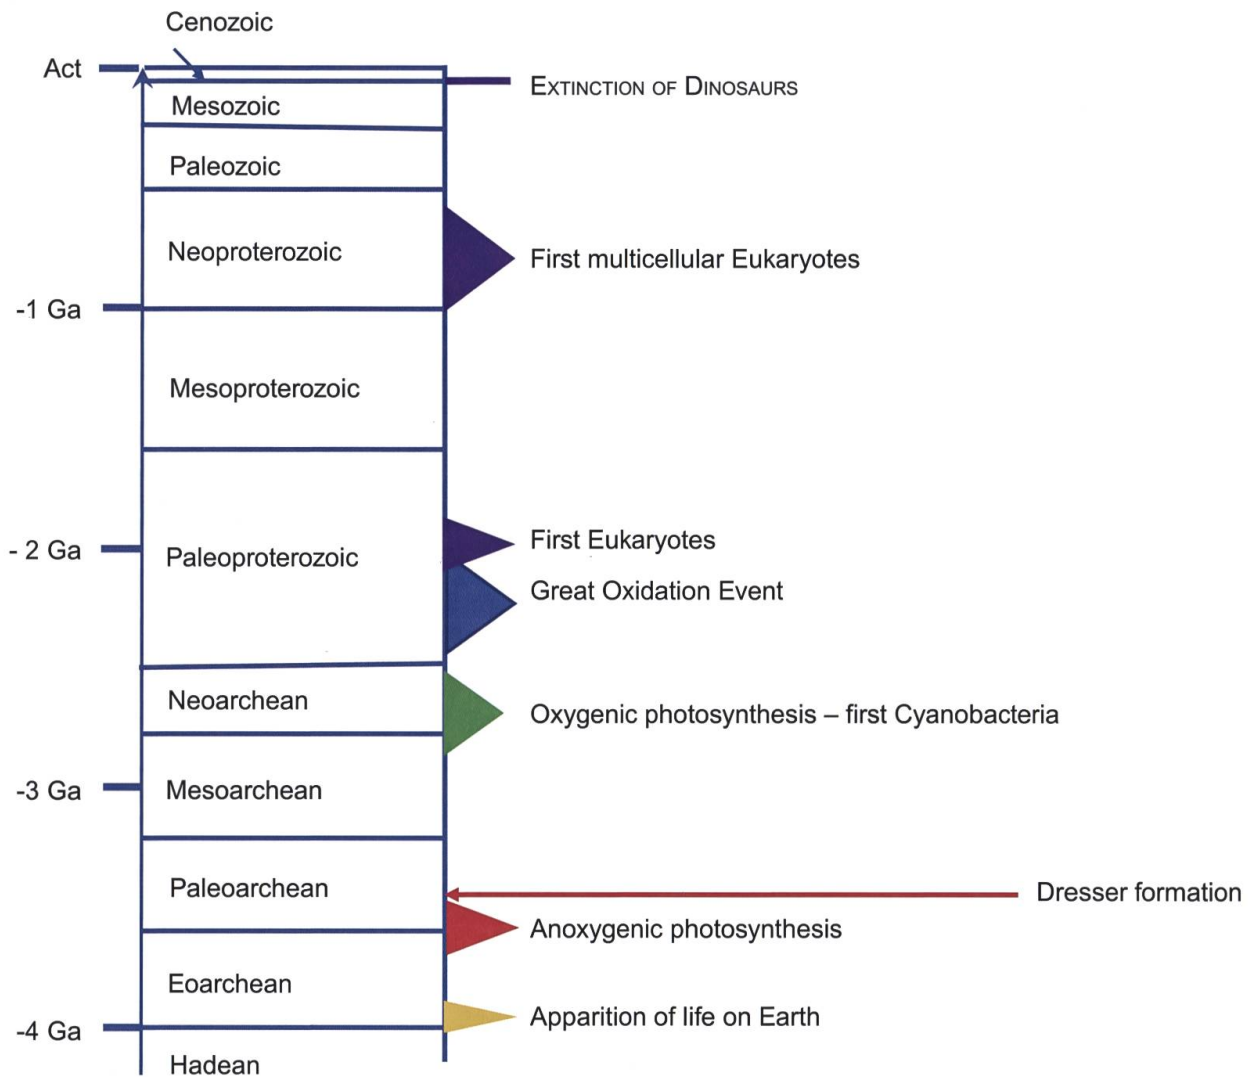 Cenozoic
Act
EXTINCTION OF DINOSAURS
Mesozoic
Paleozoic
Neoproterozoic
First multicellular Eukaryotes
-1 Ga
Mesoproterozoic
First Eukaryotes
- 2 Ga
Paleoproterozoic
Great Oxidation Event
Neoarchean
Oxygenic photosynthesis – first Cyanobacteria
-3 Ga
Mesoarchean
Paleoarchean
Dresser formation
Anoxygenic photosynthesis
Eoarchean
Apparition of life on Earth
-4 Ga
Hadean